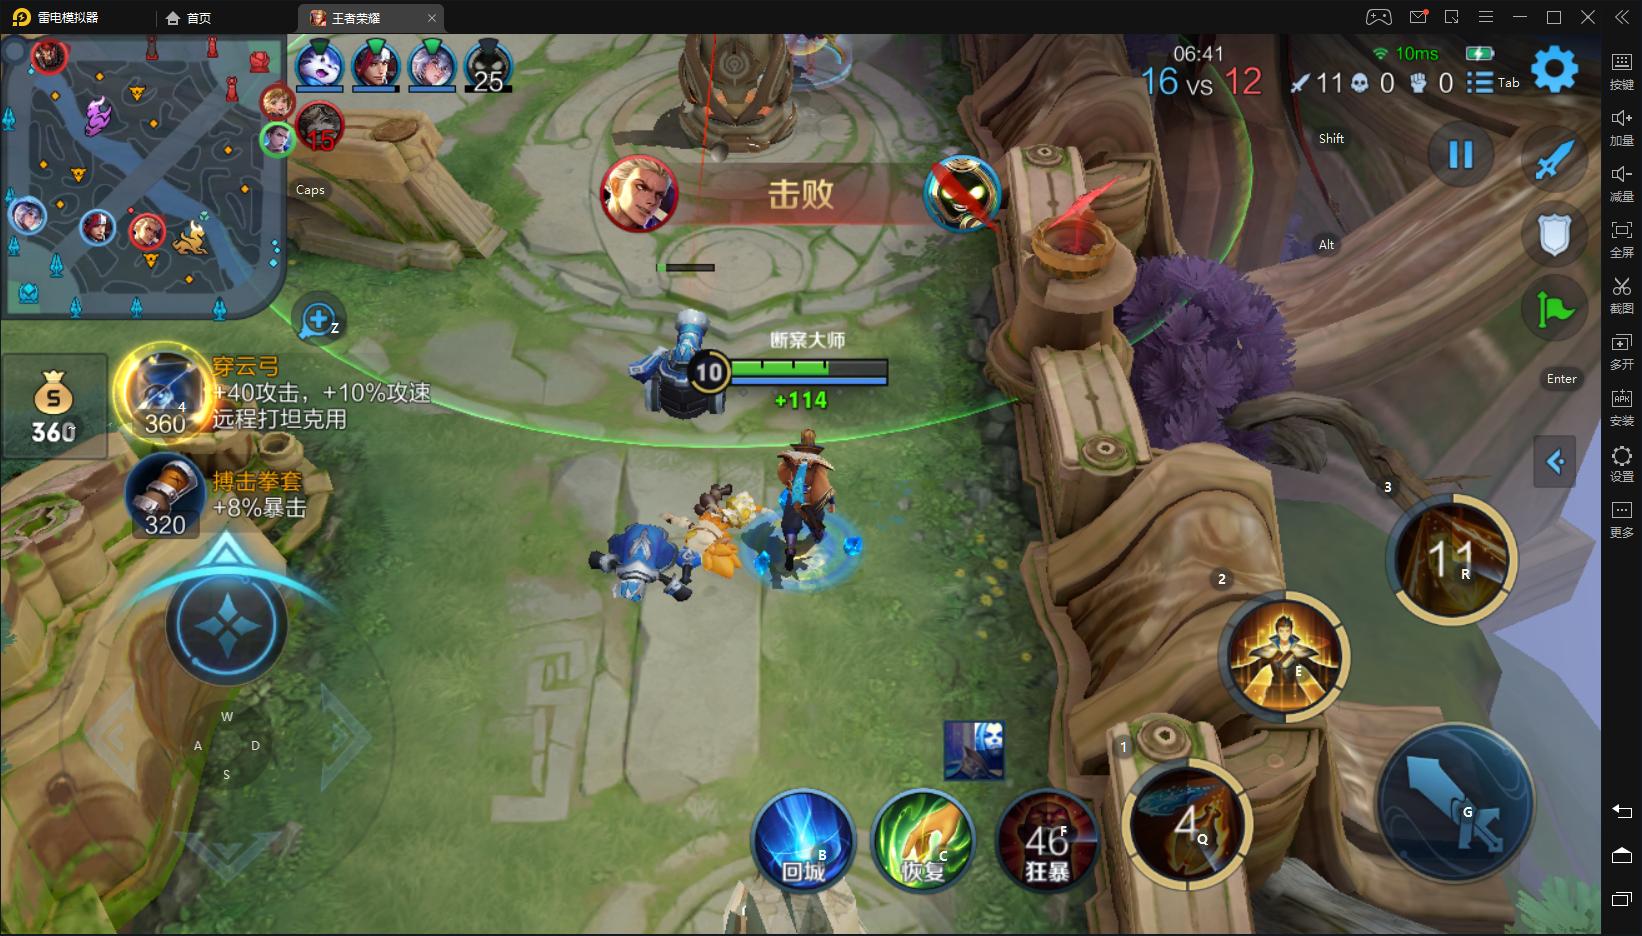 雷电模拟器
首页
王者荣耀
06:41
10ms
16 vs 12
11 0 0
Tab
25
15
Caps
Shift
Alt
Enter
Z
击败
断案大师
10
+114
360
穿云弓
+40攻击，+10%攻速
远程打坦克用
4
360
搏击拳套
+8%暴击
320
W
A D
S
3
11
R
2
E
1
4
Q
G
B
回城
C
恢复
46
F
狂暴
按键
加量
减量
全屏
截图
多开
APK
安装
设置
更多